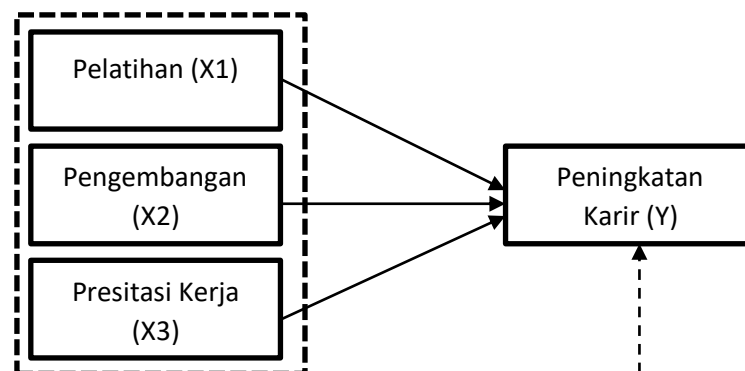 Pelatihan (X1)
Pengembangan
(X2)
Presitasi Kerja
(X3)
Peningkatan
Karir (Y)